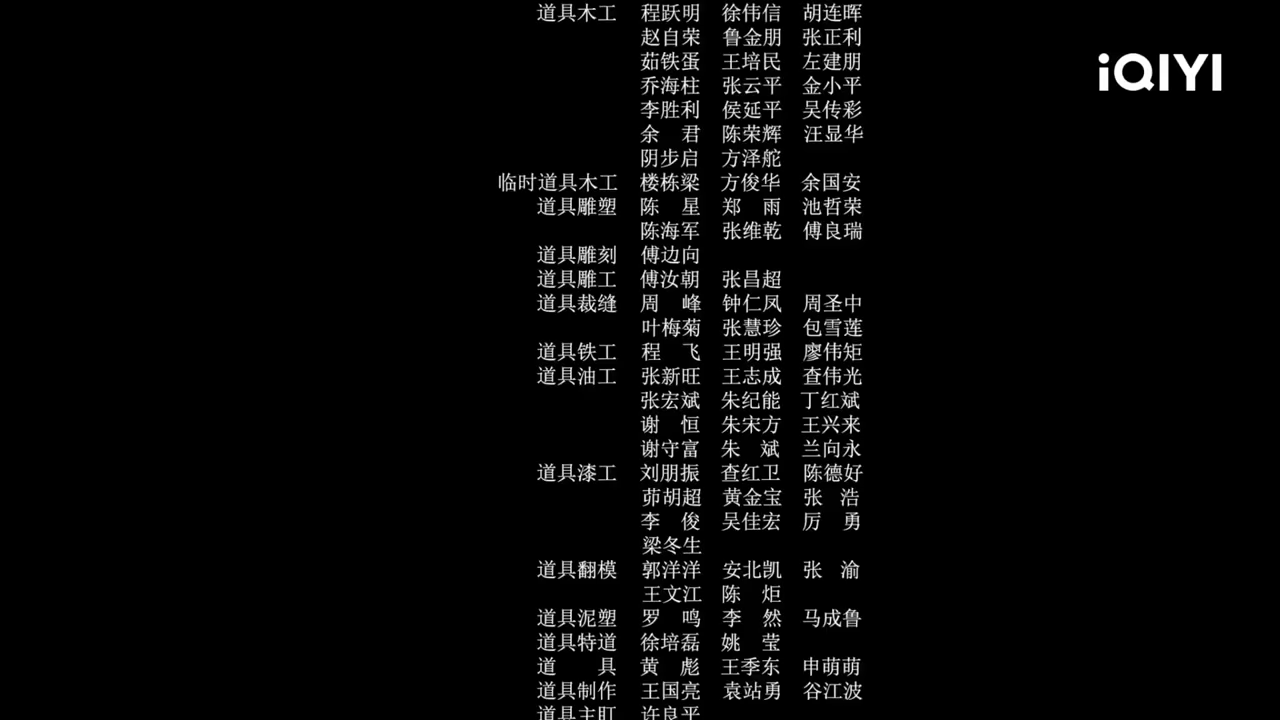 道具木工 程跃明 徐伟信 胡连晖
赵自荣 鲁金朋 张正利
iQIYI
茹铁蛋 王培民 左建朋
乔海柱 张云平 金小平
李胜利 侯延平 吴传彩
余 君 陈荣辉 汪显华
阴步启 方泽舵
临时道具木工 楼栋梁 方俊华 余国安
道具雕塑 陈 星 郑 雨 池哲荣
陈海军 张维乾 傅良瑞
道具雕刻 傅边向
道具雕工 傅汝朝 张昌超
道具裁缝 周 峰 钟仁凤 周圣中
叶梅菊 张慧珍 包雪莲
道具铁工 程 飞 王明强 廖伟矩
道具油工 张新旺 王志成 查伟光
张宏斌 朱纪能 丁红斌
谢 恒 朱宋方 王兴来
谢守富 朱 斌 兰向永
道具漆工 刘朋振 查红卫 陈德好
茆胡超 黄金宝 张 浩
李 俊 吴佳宏 厉 勇
梁冬生
道具翻模 郭洋洋 安北凯 张 渝
王文江 陈 炬
道具泥塑 罗 鸣 李 然 马成鲁
道具特道 徐培磊 姚 莹
道 具 黄 彪 王季东 申萌萌
道具制作 王国亮 袁站勇 谷江波
道具主盯 许良平